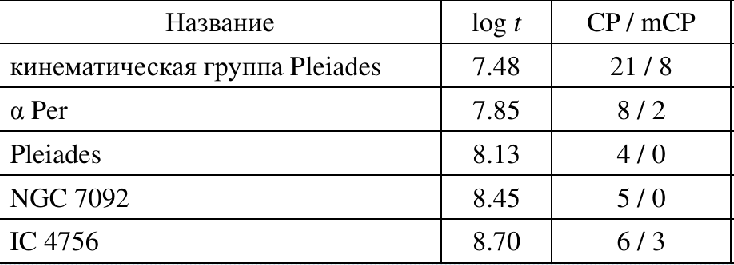 Название log t CP / mCP
кинематическая группа Pleiades 7.48 21 / 8
α Per 7.85 8 / 2
Pleiades 8.13 4 / 0
NGC 7092 8.45 5 / 0
IC 4756 8.70 6 / 3